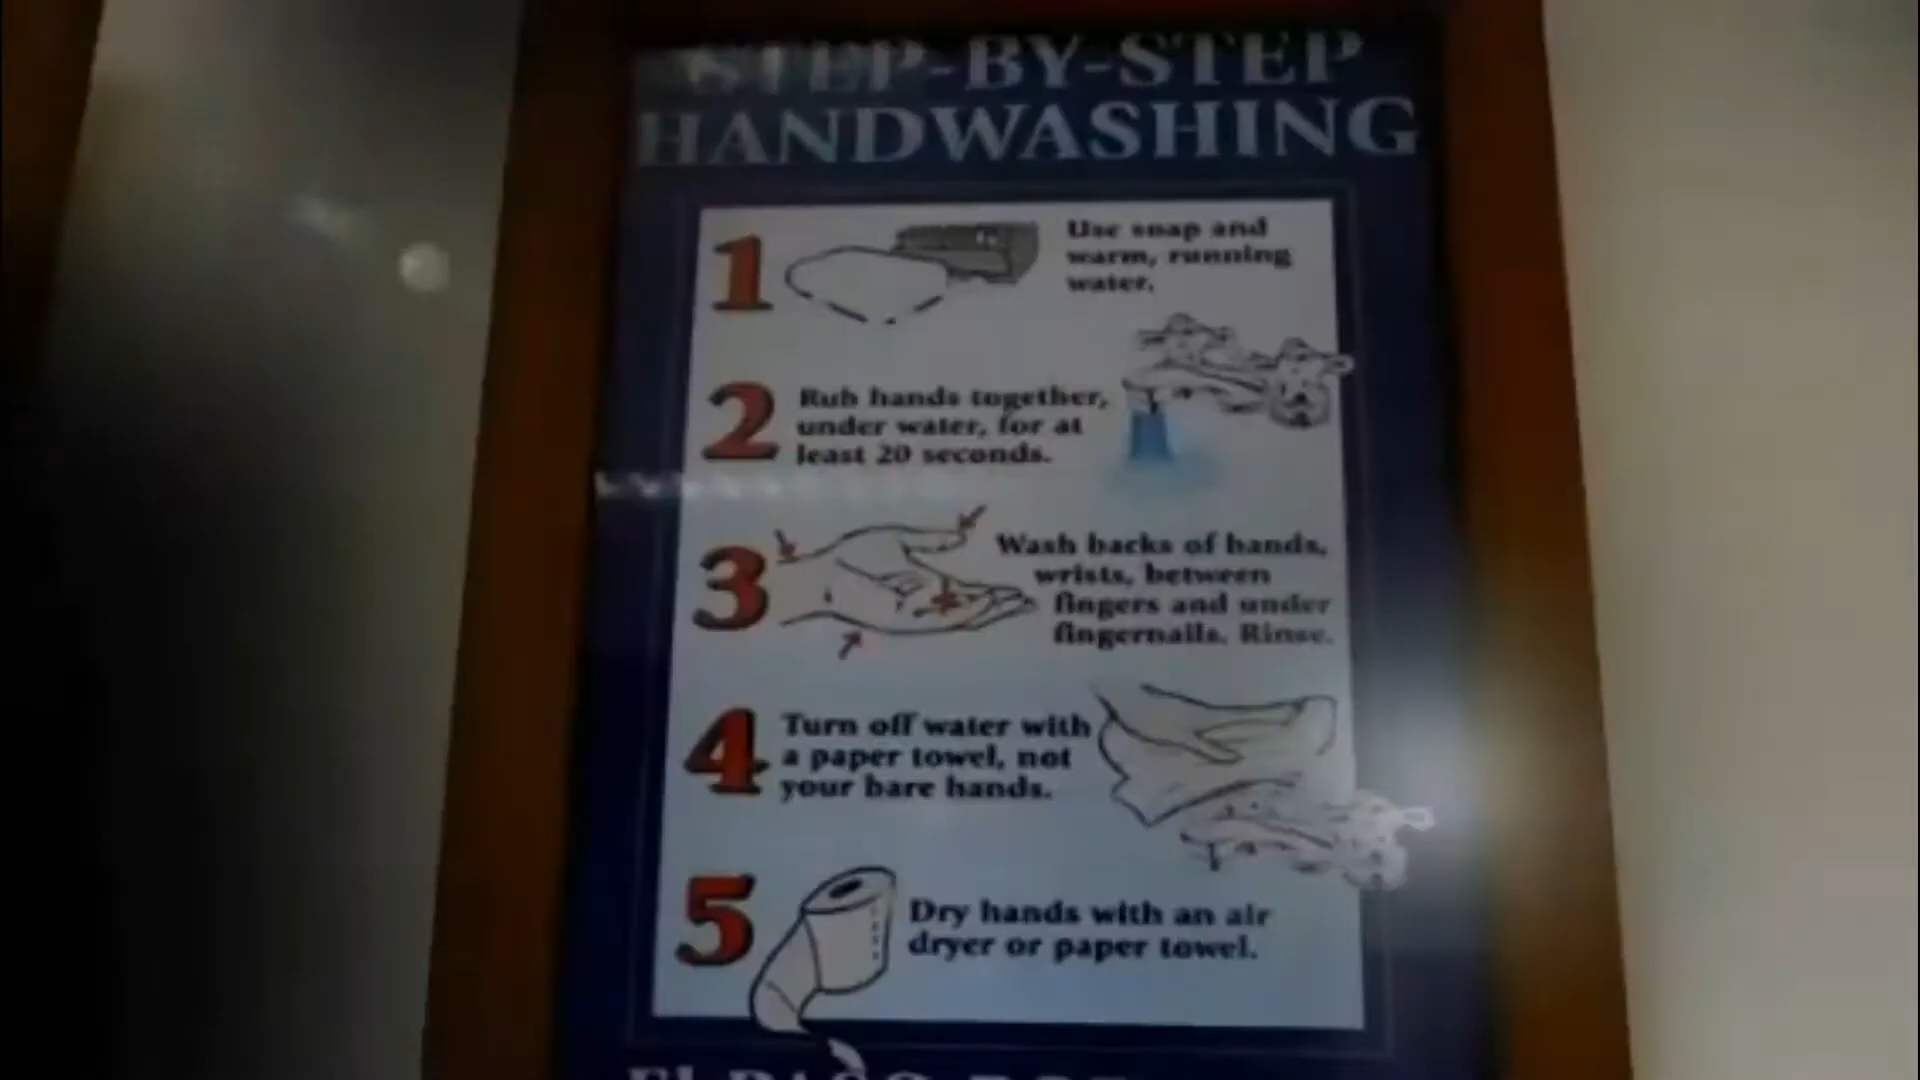 STEP-BY-STEP
HANDWASHING
1
Use soap and
warm, running
water.
2
Rub hands together,
under water, for at
least 20 seconds.
3
Wash backs of hands,
wrists, between
fingers and under
fingernails. Rinse.
4
Turn off water with
a paper towel, not
your bare hands.
5
Dry hands with an air
dryer or paper towel.